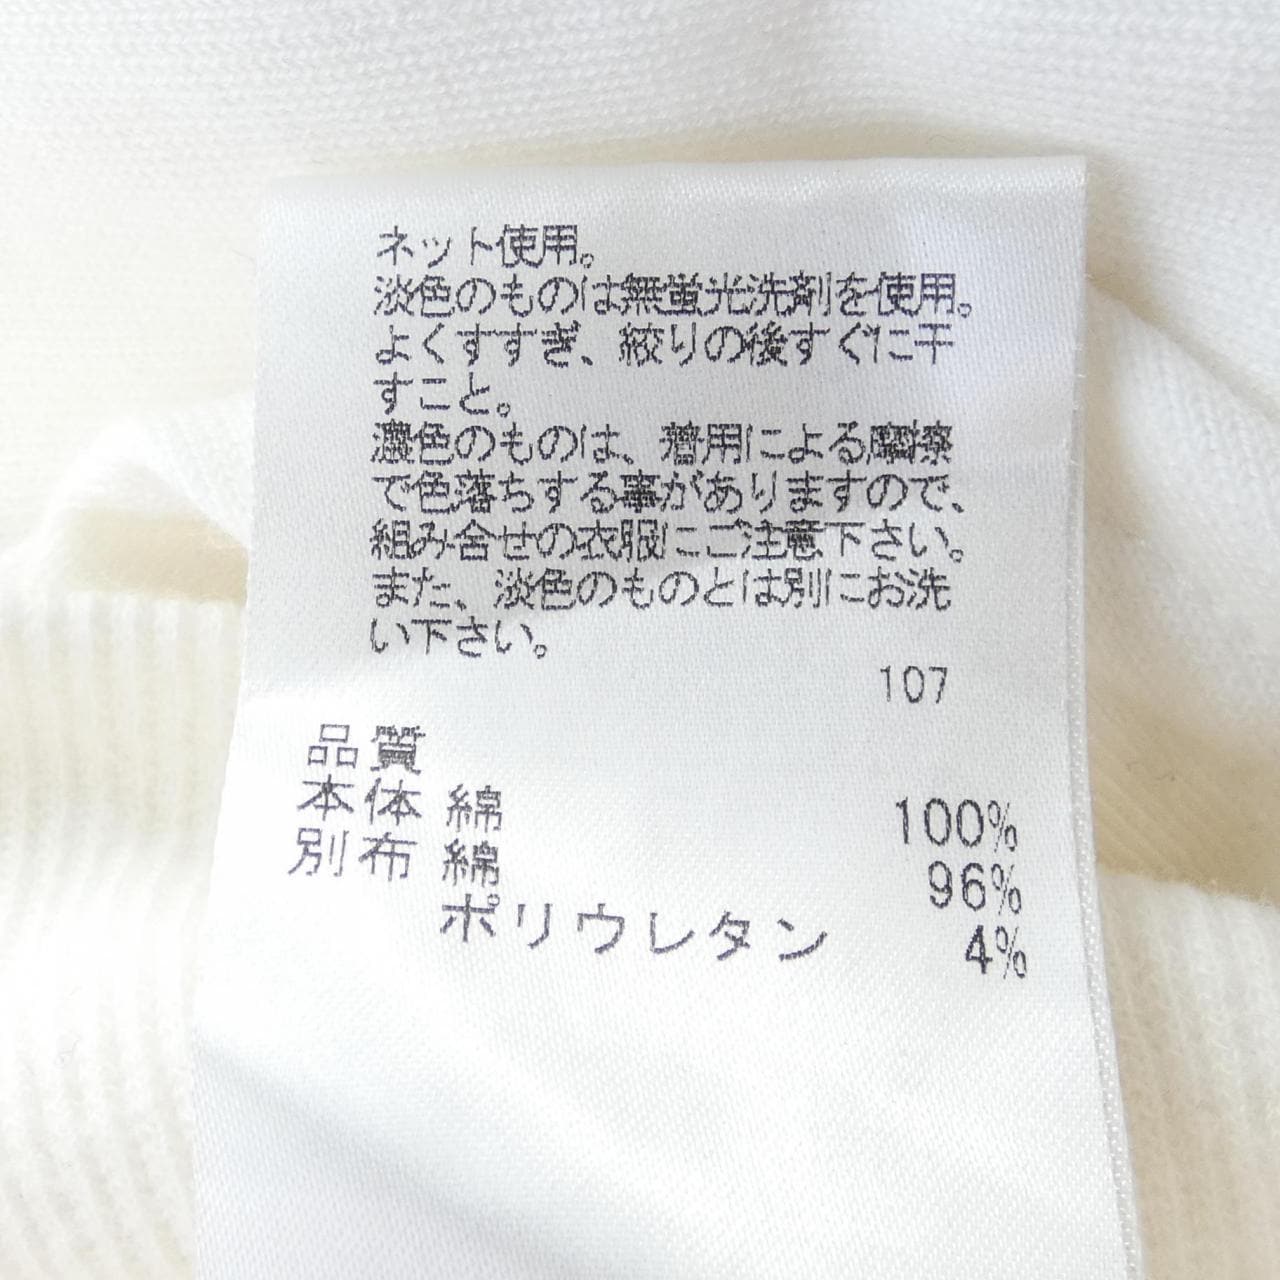 ネット使用。
淡色のものは無蛍光洗剤を使用。
よくすすぎ、絞りの後すぐに干
すこと。
濃色のものは、着用による摩擦
で色落ちする事がありますので、
組み合せの衣服にご注意下さい。
また、淡色のものとは別にお洗
い下さい。
107
品質
本体 綿 100%
別布 綿 96%
ポリウレタン 4%